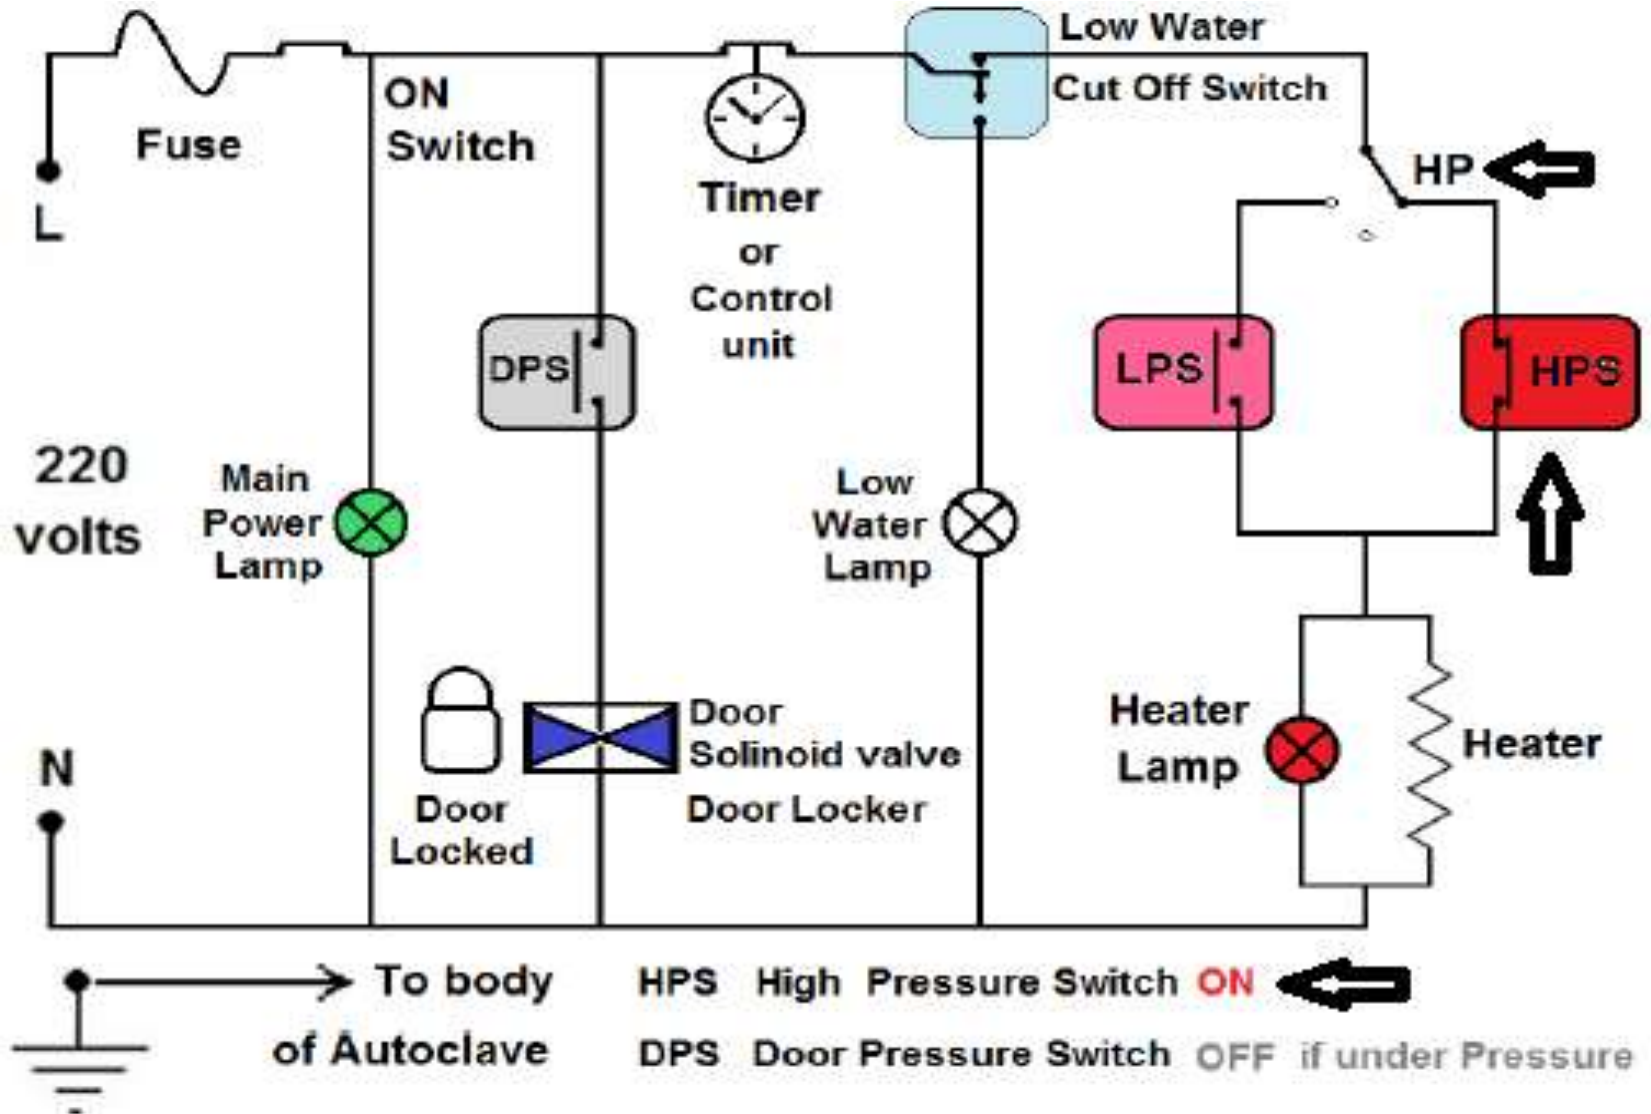 Low Water
Cut Off Switch
ON
Switch
Fuse
HP
L
Timer
or
Control
unit
DPS
LPS
HPS
220
volts
Main
Power
Lamp
Low
Water
Lamp
Door
Solinoid valve
Door Locker
Heater
Lamp
Heater
N
Door
Locked
To body
of Autoclave
HPS High Pressure Switch ON
DPS Door Pressure Switch OFF if under Pressure